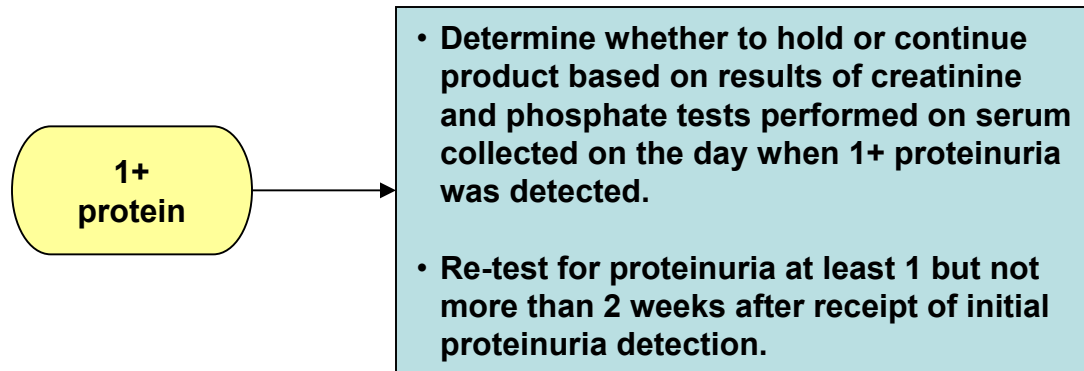 1+
protein
• Determine whether to hold or continue
product based on results of creatinine
and phosphate tests performed on serum
collected on the day when 1+ proteinuria
was detected.
• Re-test for proteinuria at least 1 but not
more than 2 weeks after receipt of initial
proteinuria detection.